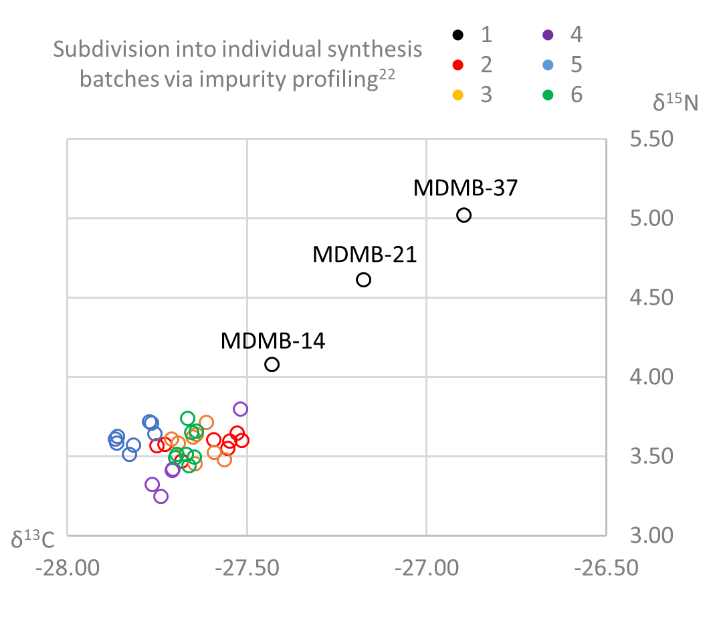 Subdivision into individual synthesis
batches via impurity profiling²²
1
4
2
5
3
6
δ¹⁵N
5.50
MDMB-37
5.00
MDMB-21
4.50
MDMB-14
4.00
3.50
3.00
δ¹³C
-28.00
-27.50
-27.00
-26.50